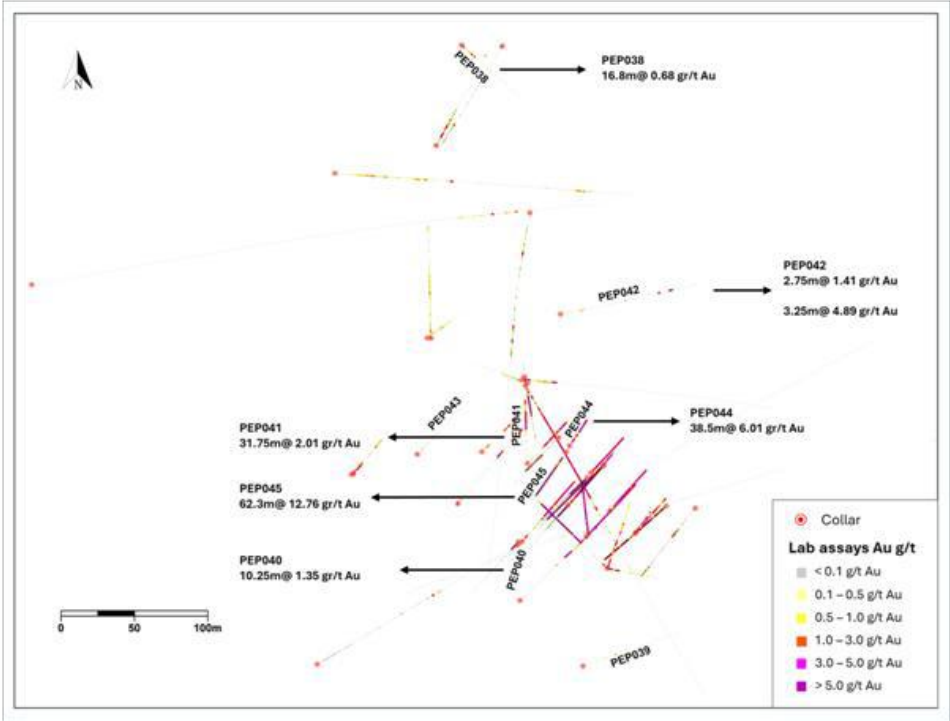 PEP038
PEP038
16.8m@ 0.68 gr/t Au
N
PEP042
2.75m@ 1.41 gr/t Au
3.25m@ 4.89 gr/t Au
PEP042
PEP043
PEP041
PEP044
PEP044
38.5m@ 6.01 gr/t Au
PEP041
31.75m@ 2.01 gr/t Au
PEP045
PEP045
62.3m@ 12.76 gr/t Au
PEP040
PEP040
10.25m@ 1.35 gr/t Au
0 50 100m
PEP039
Collar
Lab assays Au g/t
< 0.1 g/t Au
0.1 – 0.5 g/t Au
0.5 – 1.0 g/t Au
1.0 – 3.0 g/t Au
3.0 – 5.0 g/t Au
> 5.0 g/t Au